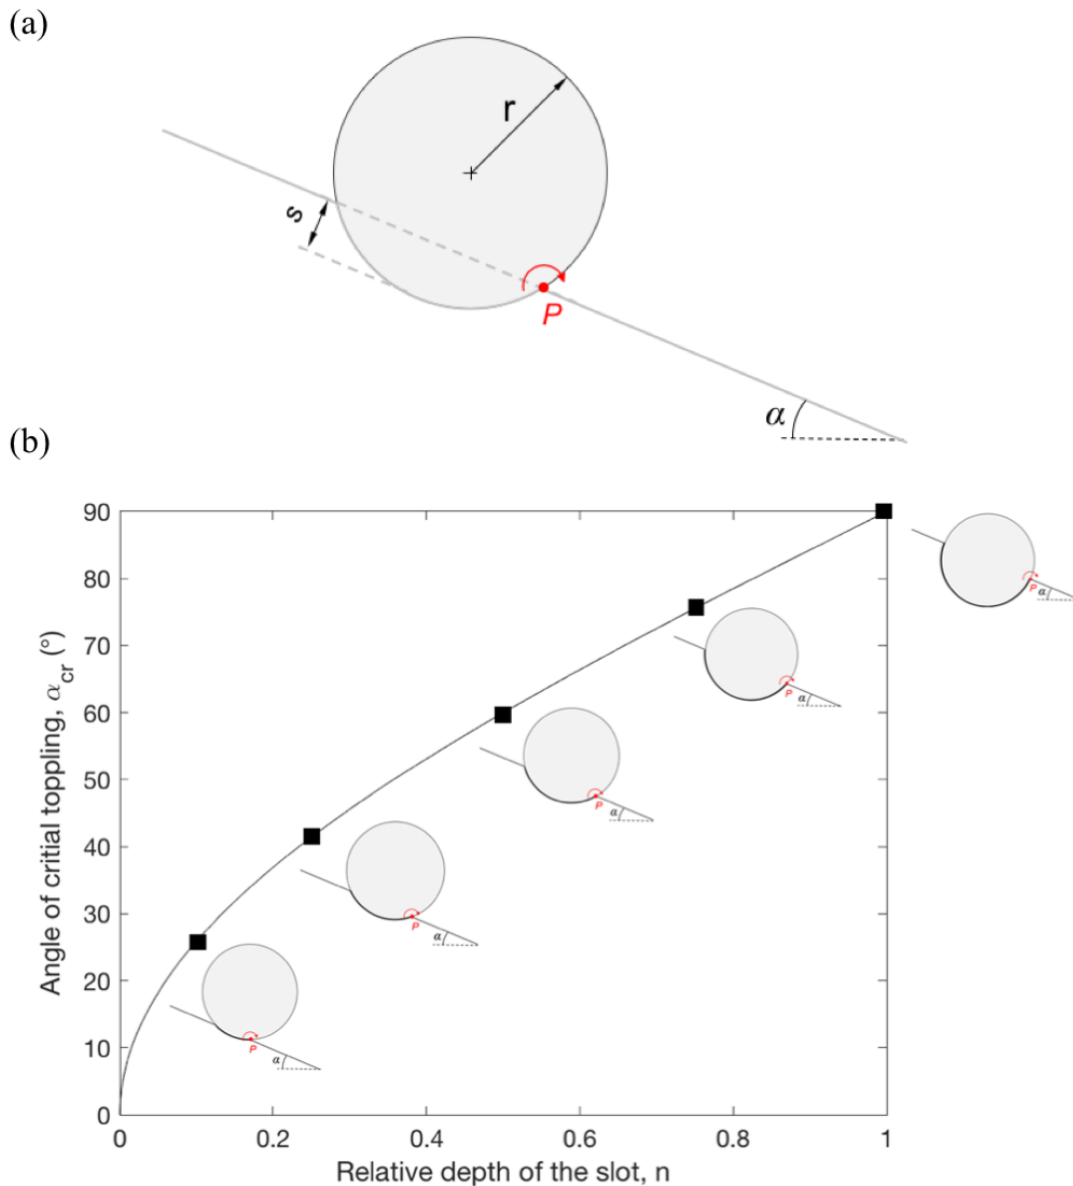 (a)
r
s
P
α
(b)
90
80
70
60
50
40
30
20
10
0
Angle of critial toppling, α_cr (°)
P
α
P
α
P
α
P
α
P
α
0 0.2 0.4 0.6 0.8 1
Relative depth of the slot, n